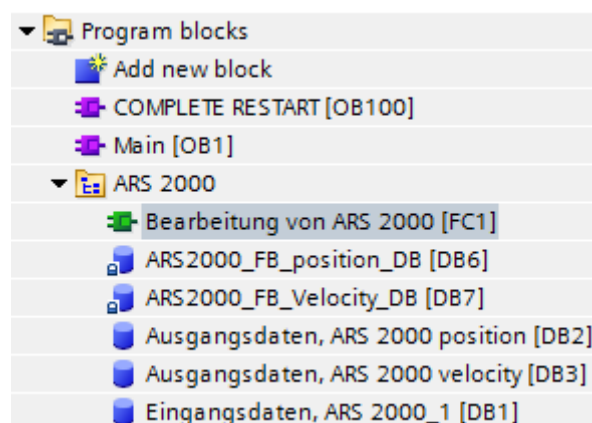 Program blocks
Add new block
COMPLETE RESTART [OB100]
Main [OB1]
ARS 2000
Bearbeitung von ARS 2000 [FC1]
ARS2000_FB_position_DB [DB6]
ARS2000_FB_Velocity_DB [DB7]
Ausgangsdaten, ARS 2000 position [DB2]
Ausgangsdaten, ARS 2000 velocity [DB3]
Eingangsdaten, ARS 2000_1 [DB1]